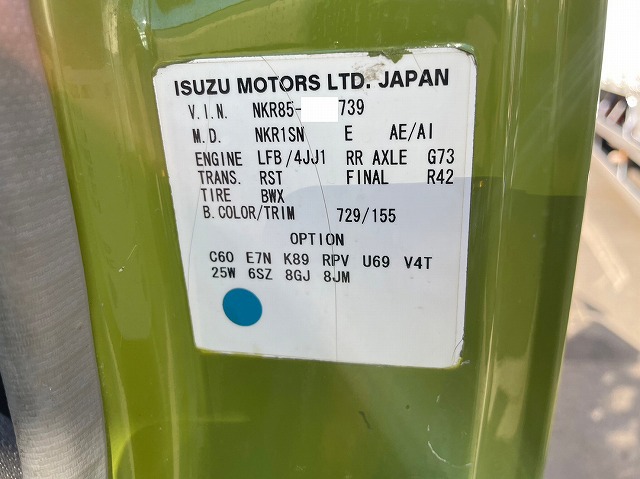 ISUZU MOTORS LTD. JAPAN
V.I.N. NKR85- 739
M.D. NKR1SN E AE/AI
ENGINE LFB/4JJ1 RR AXLE G73
TRANS. RST FINAL R42
TIRE BWX
B.COLOR/TRIM 729/155
OPTION
C60 E7N K89 RPV U69 V4T
25W 6SZ 8GJ 8JM